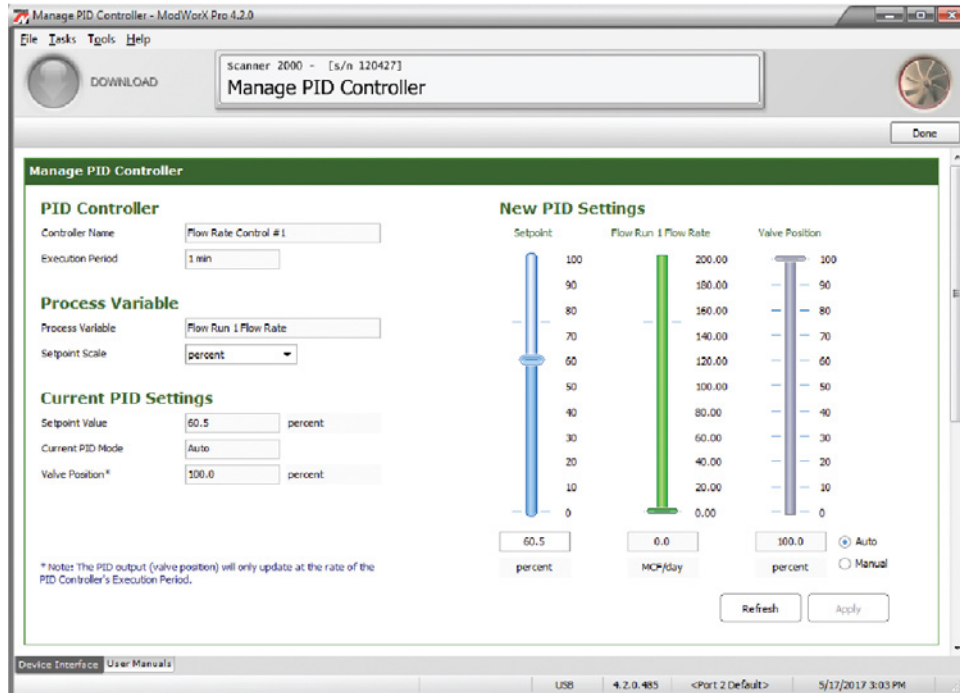 Manage PID Controller - ModWorX Pro 4.2.0
File Tasks Tools Help
DOWNLOAD
Scanner 2000 - [s/n 120427]
Manage PID Controller
Done
Manage PID Controller
PID Controller
Controller Name Flow Rate Control #1
Execution Period 1 min
Process Variable
Process Variable Flow Run 1 Flow Rate
Setpoint Scale percent
Current PID Settings
Setpoint Value 60.5 percent
Current PID Mode Auto
Valve Position* 100.0 percent
* Note: The PID output (valve position) will only update at the rate of the
PID Controller's Execution Period.
New PID Settings
Setpoint Flow Run 1 Flow Rate Valve Position
100 200.00 100
90 180.00 90
80 160.00 80
70 140.00 70
60 120.00 60
50 100.00 50
40 80.00 40
30 60.00 30
20 40.00 20
10 20.00 10
0 0.00 0
60.5 0.0 100.0 Auto
percent MCF/day percent Manual
Refresh Apply
Device Interface User Manuals
USB 4.2.0.485 <Port 2 Default> 5/17/2017 3:03 PM